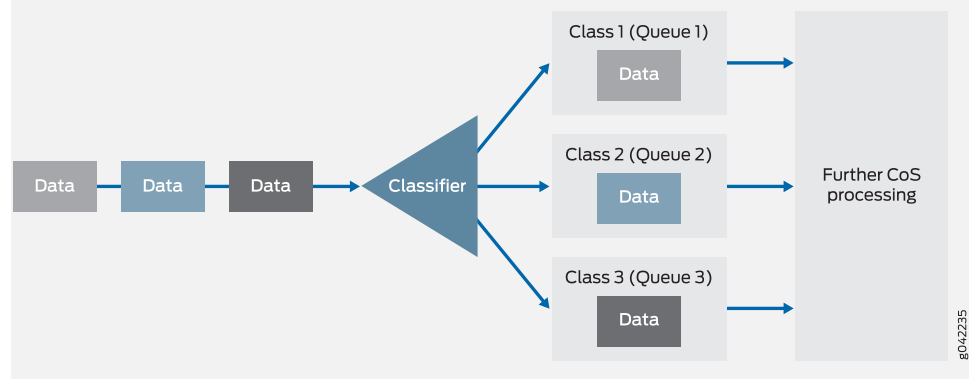 Data
Data
Data
Classifier
Class 1 (Queue 1)
Data
Class 2 (Queue 2)
Data
Class 3 (Queue 3)
Data
Further CoS
processing
g042235